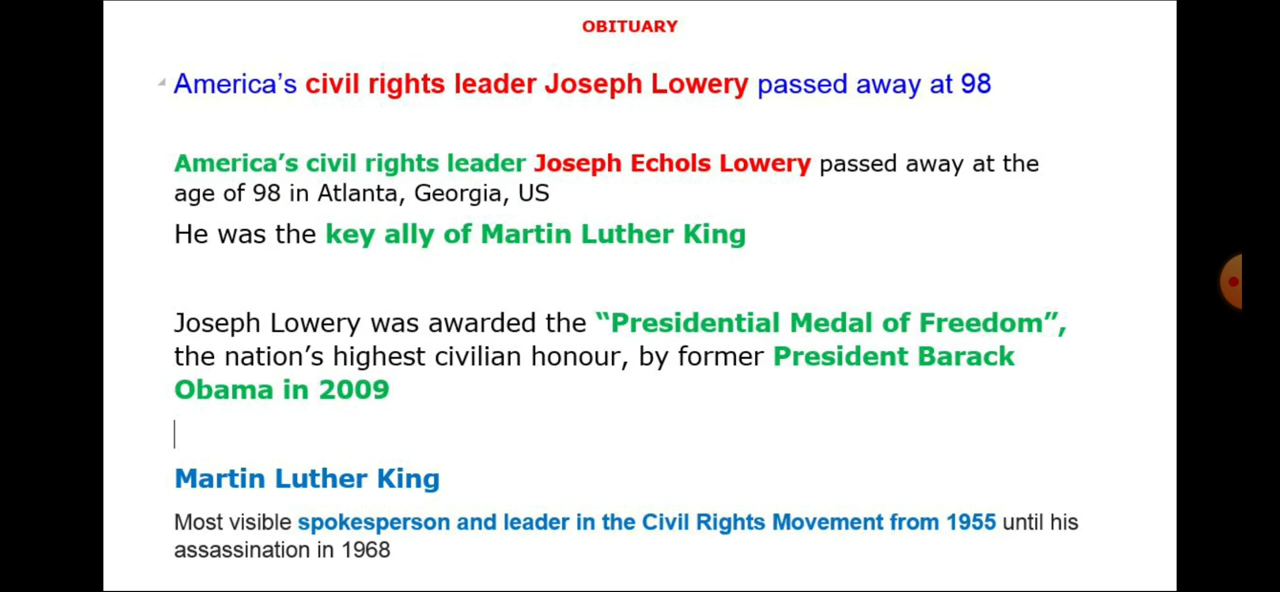 OBITUARY
America’s civil rights leader Joseph Lowery passed away at 98
America’s civil rights leader Joseph Echols Lowery passed away at the
age of 98 in Atlanta, Georgia, US
He was the key ally of Martin Luther King
Joseph Lowery was awarded the “Presidential Medal of Freedom”,
the nation’s highest civilian honour, by former President Barack
Obama in 2009
Martin Luther King
Most visible spokesperson and leader in the Civil Rights Movement from 1955 until his
assassination in 1968